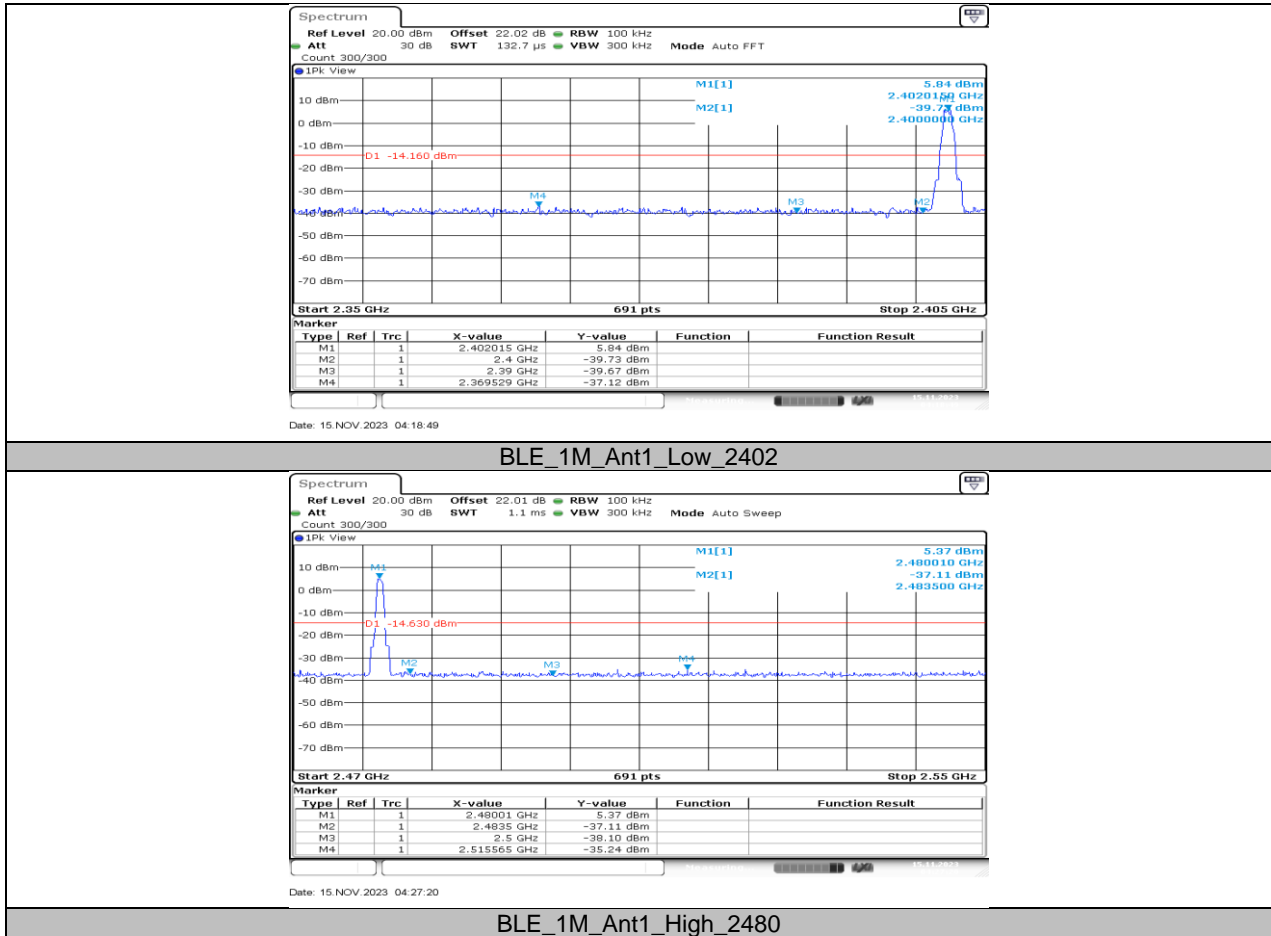 Spectrum
Ref Level 20.00 dBm Offset 22.02 dB RBW 100 kHz
Att 30 dB SWT 132.7 µs VBW 300 kHz Mode Auto FFT
Count 300/300
1Pk View
M1[1] 5.84 dBm
2.4020150 GHz
10 dBm
M1
M2[1] -39.73 dBm
0 dBm
2.4000000 GHz
-10 dBm
D1 -14.160 dBm
-20 dBm
-30 dBm
M4
M3
M2
-40 dBm
-50 dBm
-60 dBm
-70 dBm
Start 2.35 GHz 691 pts Stop 2.405 GHz
Marker
Type Ref Trc X-value Y-value Function Function Result
M1 1 2.402015 GHz 5.84 dBm
M2 1 2.4 GHz -39.73 dBm
M3 1 2.39 GHz -39.67 dBm
M4 1 2.369529 GHz -37.12 dBm
15.11.2023
Date: 15.NOV.2023 04:18:49
BLE_1M_Ant1_Low_2402
Spectrum
Ref Level 20.00 dBm Offset 22.01 dB RBW 100 kHz
Att 30 dB SWT 1.1 ms VBW 300 kHz Mode Auto Sweep
Count 300/300
1Pk View
M1[1] 5.37 dBm
2.480010 GHz
10 dBm
M1
M2[1] -37.11 dBm
0 dBm
2.483500 GHz
-10 dBm
D1 -14.630 dBm
-20 dBm
-30 dBm
M2
M3
M4
-40 dBm
-50 dBm
-60 dBm
-70 dBm
Start 2.47 GHz 691 pts Stop 2.55 GHz
Marker
Type Ref Trc X-value Y-value Function Function Result
M1 1 2.48001 GHz 5.37 dBm
M2 1 2.4835 GHz -37.11 dBm
M3 1 2.5 GHz -38.10 dBm
M4 1 2.515565 GHz -35.24 dBm
15.11.2023
Date: 15.NOV.2023 04:27:20
BLE_1M_Ant1_High_2480